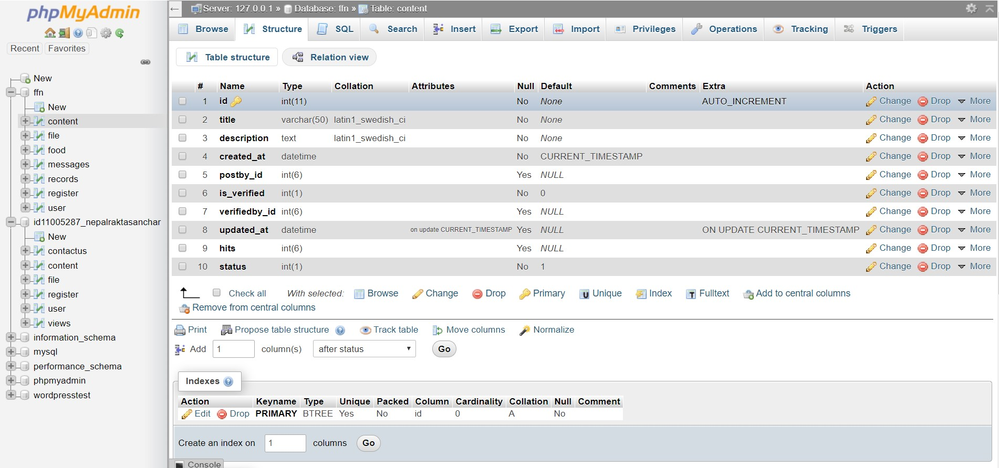 phpMyAdmin
Recent Favorites
New
ffn
New
content
file
food
messages
records
register
user
id11005287_nepalraktasanchar
New
contactus
content
file
register
user
views
information_schema
mysql
performance_schema
phpmyadmin
wordpresstest
Server: 127.0.0.1 » Database: ffn » Table: content
Browse Structure SQL Search Insert Export Import Privileges Operations Tracking Triggers
Table structure Relation view
# Name Type Collation Attributes Null Default Comments Extra Action
1 id int(11) No None AUTO_INCREMENT Change Drop More
2 title varchar(50) latin1_swedish_ci No None Change Drop More
3 description text latin1_swedish_ci No None Change Drop More
4 created_at datetime No CURRENT_TIMESTAMP Change Drop More
5 postby_id int(6) Yes NULL Change Drop More
6 is_verified int(1) No 0 Change Drop More
7 verifiedby_id int(6) Yes NULL Change Drop More
8 updated_at datetime on update CURRENT_TIMESTAMP Yes NULL ON UPDATE CURRENT_TIMESTAMP Change Drop More
9 hits int(6) Yes NULL Change Drop More
10 status int(1) No 1 Change Drop More
Check all With selected: Browse Change Drop Primary Unique Index Fulltext Add to central columns
Remove from central columns
Print Propose table structure Track table Move columns Normalize
Add 1 column(s) after status Go
Indexes
Action Keyname Type Unique Packed Column Cardinality Collation Null Comment
Edit Drop PRIMARY BTREE Yes No id 0 A No
Create an index on 1 columns Go
Console